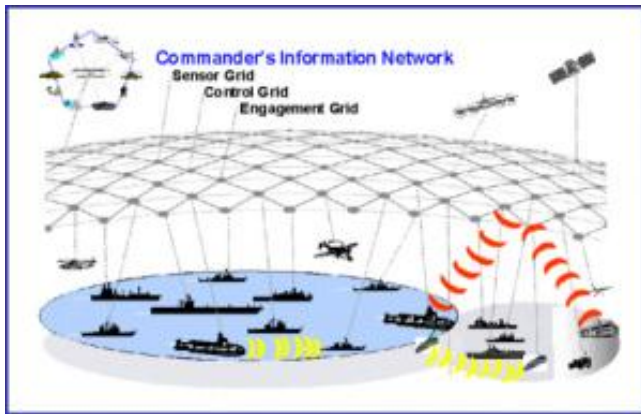 Commander's Information Network
Sensor Grid
Control Grid
Engagement Grid